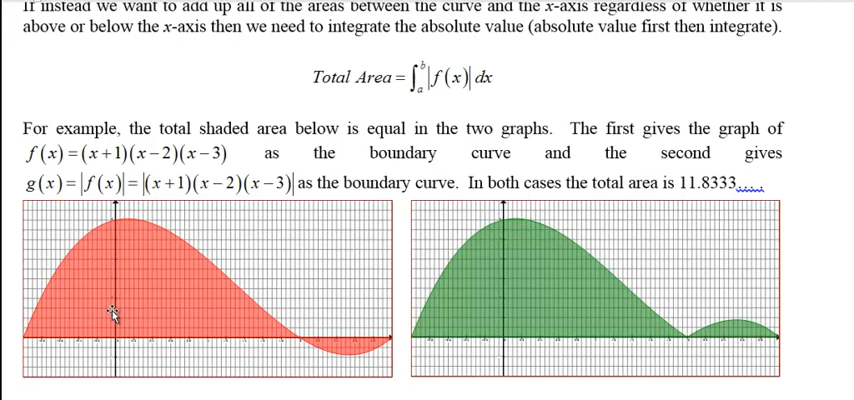 If instead we want to add up all of the areas between the curve and the x-axis regardless of whether it is
above or below the x-axis then we need to integrate the absolute value (absolute value first then integrate).
Total Area = ∫_a^b |f(x)| dx
For example, the total shaded area below is equal in the two graphs. The first gives the graph of
f(x)=(x+1)(x−2)(x−3) as the boundary curve and the second gives
g(x)=|f(x)|=|(x+1)(x−2)(x−3)| as the boundary curve. In both cases the total area is 11.8333.....